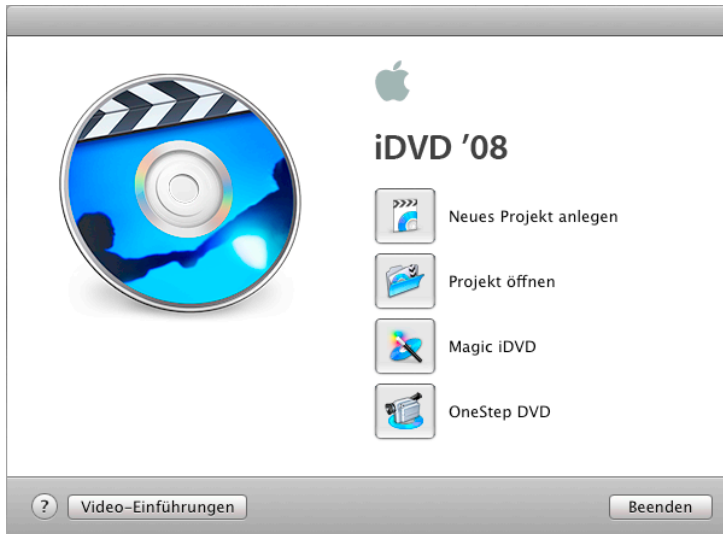 iDVD ’08
Neues Projekt anlegen
Projekt öffnen
Magic iDVD
OneStep DVD
? Video-Einführungen Beenden